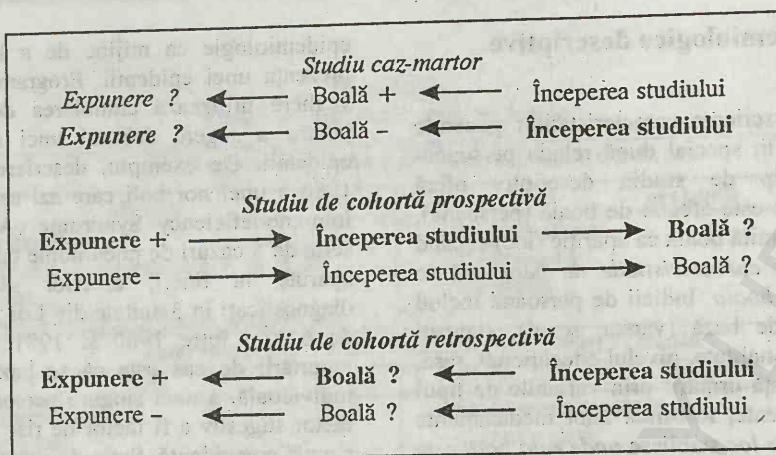 Studiu caz-martor
Expunere ? ← Boală + ← Începerea studiului
Expunere ? ← Boală – ← Începerea studiului
Studiu de cohortă prospectivă
Expunere + → Începerea studiului → Boală ?
Expunere – → Începerea studiului → Boală ?
Studiu de cohortă retrospectivă
Expunere + ← Boală ? ← Începerea studiului
Expunere – ← Boală ? ← Începerea studiului